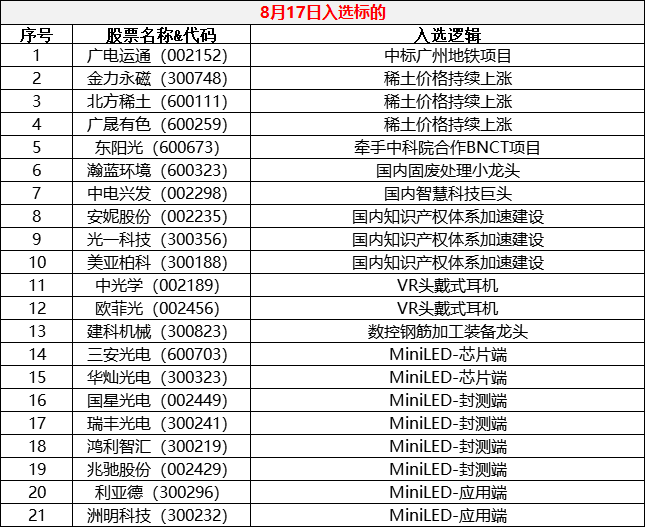 8月17日入选标的
序号 股票名称&代码 入选逻辑
1 广电运通（002152） 中标广州地铁项目
2 金力永磁（300748） 稀土价格持续上涨
3 北方稀土（600111） 稀土价格持续上涨
4 广晟有色（600259） 稀土价格持续上涨
5 东阳光（600673） 牵手中科院合作BNCT项目
6 瀚蓝环境（600323） 国内固废处理小龙头
7 中电兴发（002298） 国内智慧科技巨头
8 安妮股份（002235） 国内知识产权体系加速建设
9 光一科技（300356） 国内知识产权体系加速建设
10 美亚柏科（300188） 国内知识产权体系加速建设
11 中光学（002189） VR头戴式耳机
12 欧菲光（002456） VR头戴式耳机
13 建科机械（300823） 数控钢筋加工装备龙头
14 三安光电（600703） MiniLED-芯片端
15 华灿光电（300323） MiniLED-芯片端
16 国星光电（002449） MiniLED-封测端
17 瑞丰光电（300241） MiniLED-封测端
18 鸿利智汇（300219） MiniLED-封测端
19 兆驰股份（002429） MiniLED-封测端
20 利亚德（300296） MiniLED-应用端
21 洲明科技（300232） MiniLED-应用端